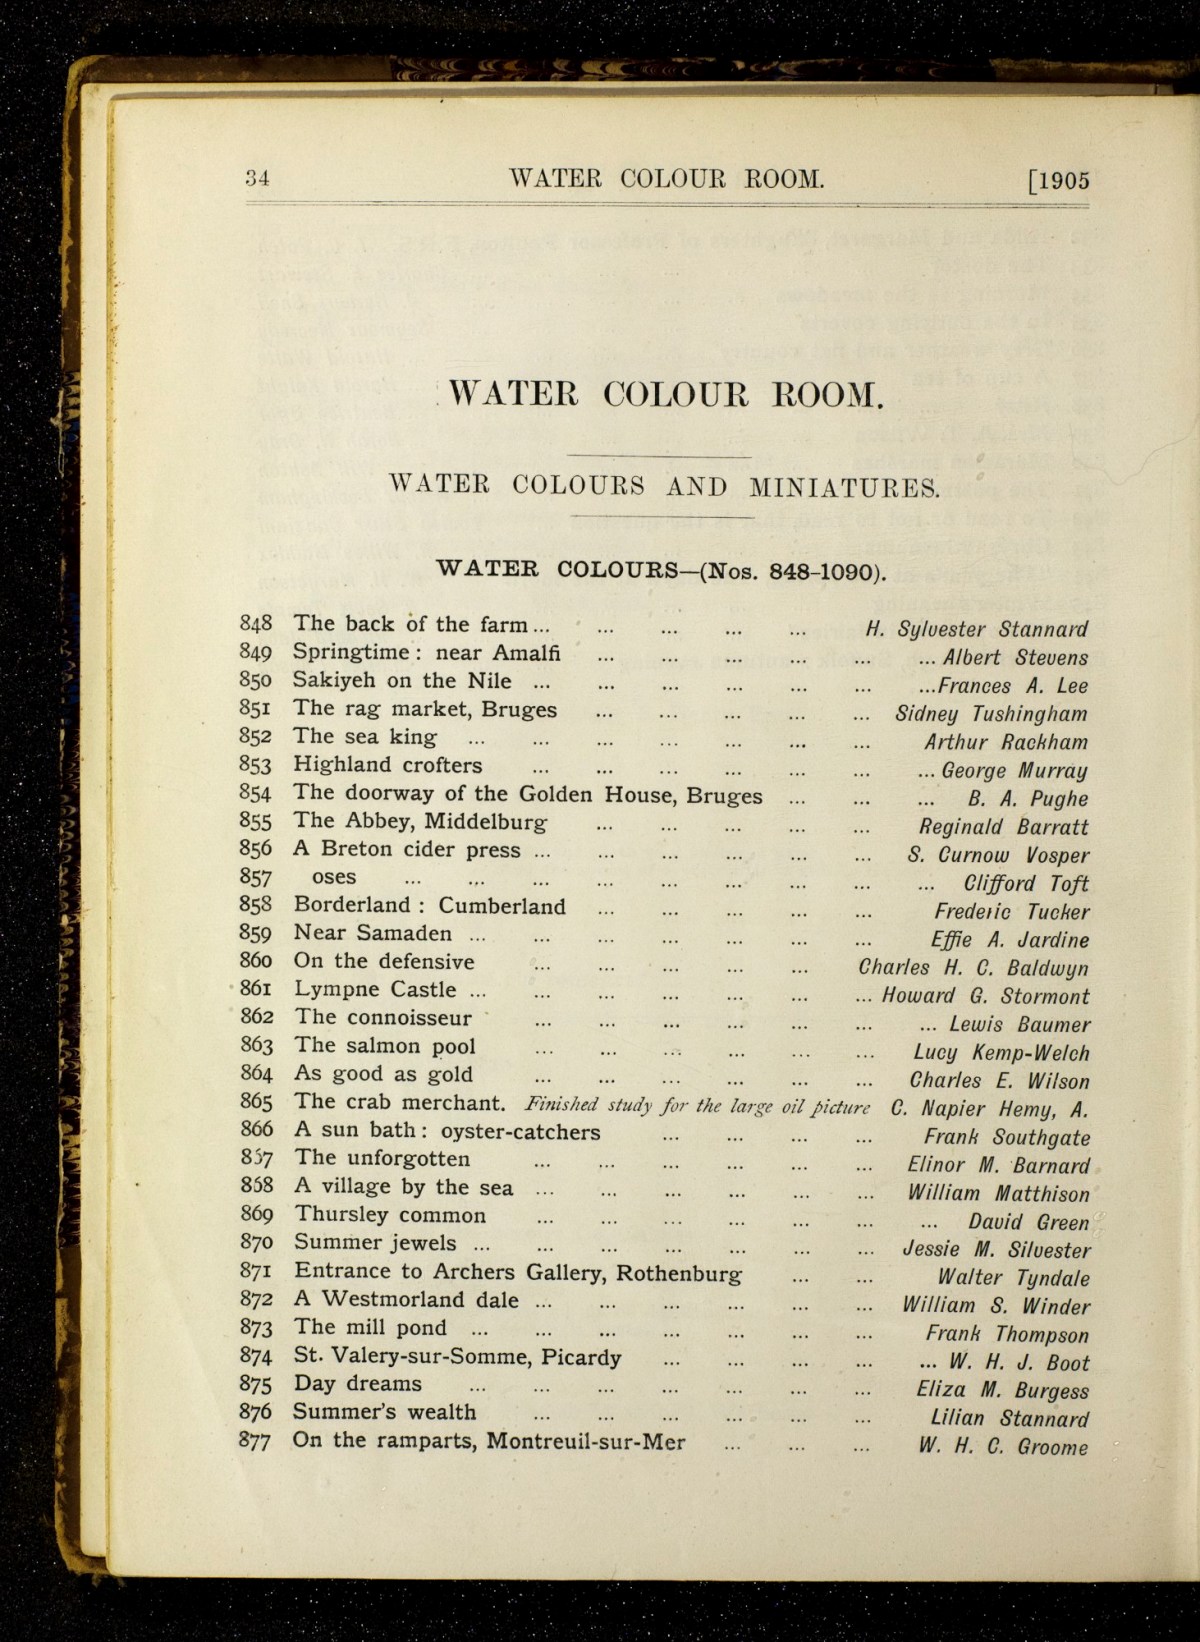 34 WATER COLOUR ROOM. [1905
WATER COLOUR ROOM.
WATER COLOURS AND MINIATURES.
WATER COLOURS—(Nos. 848-1090).
848 The back of the farm ... ... ... ... ... H. Sylvester Stannard
849 Springtime : near Amalfi ... ... ... ... ... ... Albert Stevens
850 Sakiyeh on the Nile ... ... ... ... ... ... ... Frances A. Lee
851 The rag market, Bruges ... ... ... ... ... Sidney Tushingham
852 The sea king ... ... ... ... ... ... ... Arthur Rackham
853 Highland crofters ... ... ... ... ... ... ... George Murray
854 The doorway of the Golden House, Bruges ... ... ... B. A. Pughe
855 The Abbey, Middelburg ... ... ... ... ... Reginald Barratt
856 A Breton cider press ... ... ... ... ... ... S. Curnow Vosper
857 oses ... ... ... ... ... ... ... ... ... Clifford Toft
858 Borderland : Cumberland ... ... ... ... ... Frederic Tucker
859 Near Samaden ... ... ... ... ... ... ... Effie A. Jardine
860 On the defensive ... ... ... ... ... Charles H. C. Baldwyn
861 Lympne Castle ... ... ... ... ... ... ... Howard G. Stormont
862 The connoisseur ... ... ... ... ... ... ... Lewis Baumer
863 The salmon pool ... ... ... ... ... ... Lucy Kemp-Welch
864 As good as gold ... ... ... ... ... ... Charles E. Wilson
865 The crab merchant. Finished study for the large oil picture C. Napier Hemy, A.
866 A sun bath : oyster-catchers ... ... ... ... Frank Southgate
867 The unforgotten ... ... ... ... ... ... Elinor M. Barnard
868 A village by the sea ... ... ... ... ... ... William Matthison
869 Thursley common ... ... ... ... ... ... ... David Green
870 Summer jewels ... ... ... ... ... ... ... Jessie M. Silvester
871 Entrance to Archers Gallery, Rothenburg ... ... Walter Tyndale
872 A Westmorland dale ... ... ... ... ... ... William S. Winder
873 The mill pond ... ... ... ... ... ... ... Frank Thompson
874 St. Valery-sur-Somme, Picardy ... ... ... ... ... W. H. J. Boot
875 Day dreams ... ... ... ... ... ... ... Eliza M. Burgess
876 Summer's wealth ... ... ... ... ... ... Lilian Stannard
877 On the ramparts, Montreuil-sur-Mer ... ... ... W. H. C. Groome